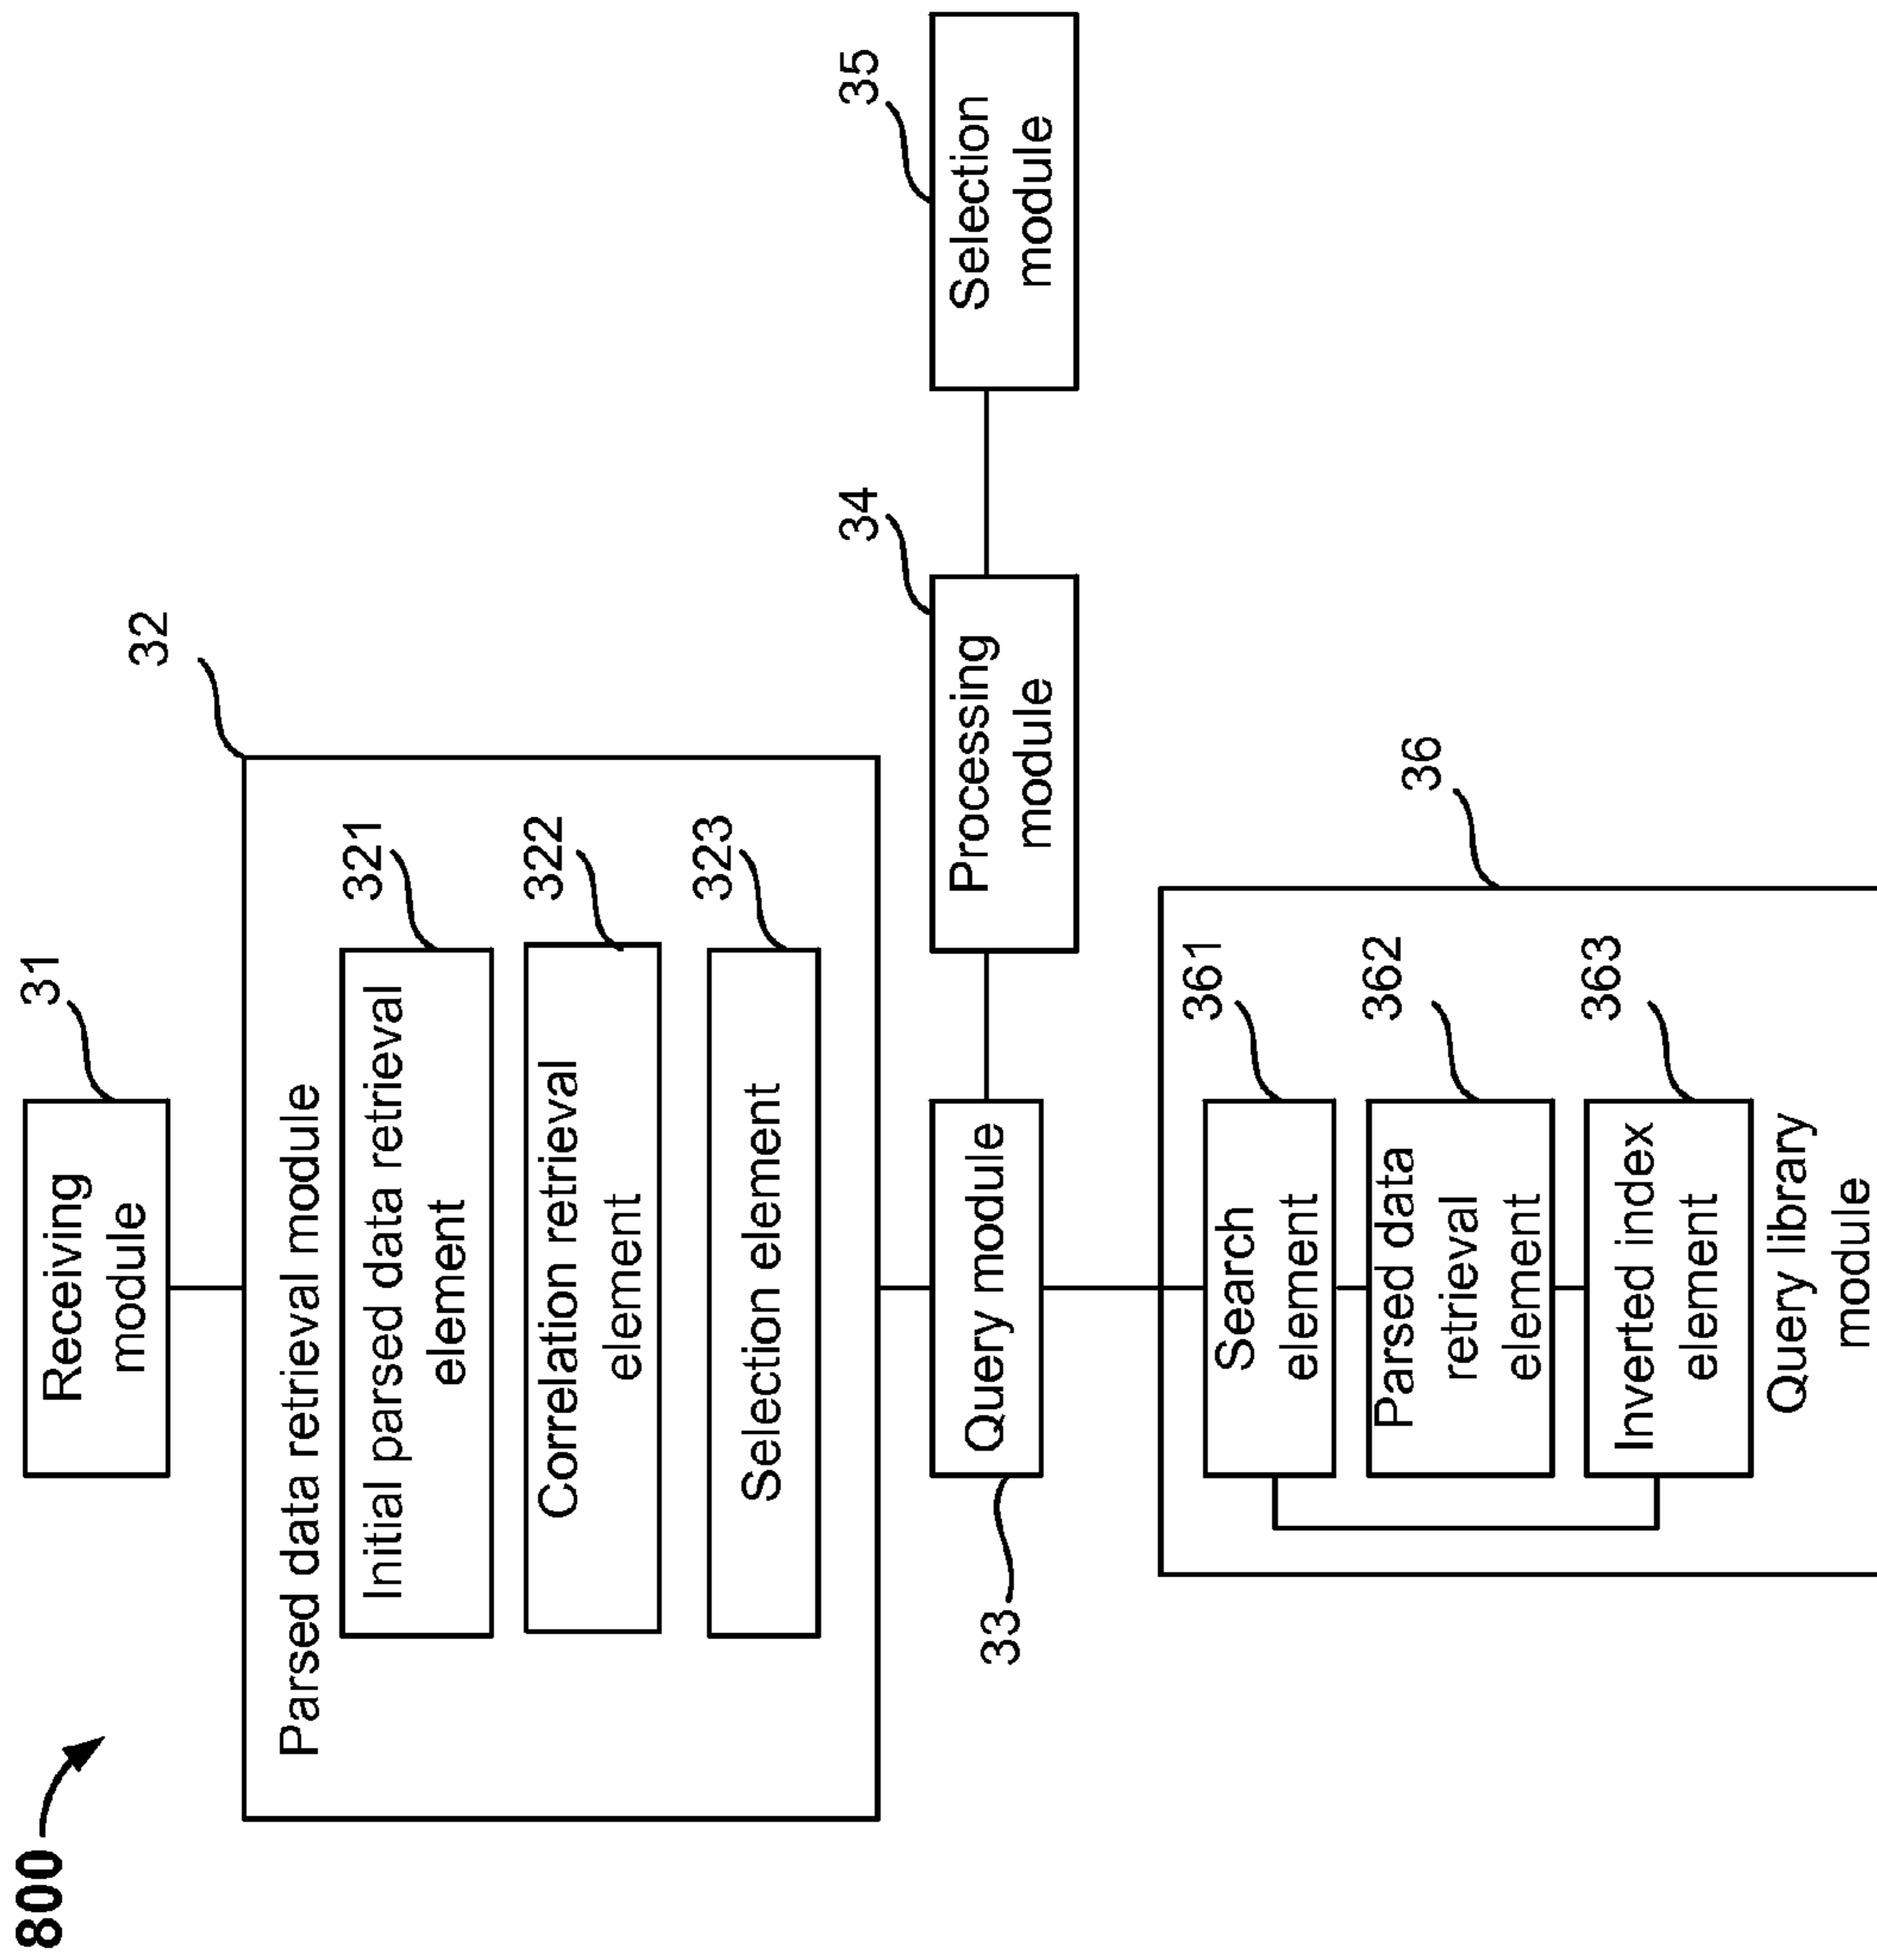 800
31
Receiving
module
32
Parsed data retrieval module
321
Initial parsed data retrieval
element
322
Correlation retrieval
element
323
Selection element
33
Query module
34
Processing
module
35
Selection
module
36
361
Search
element
362
Parsed data
retrieval
element
363
Inverted index
element
Query library
module